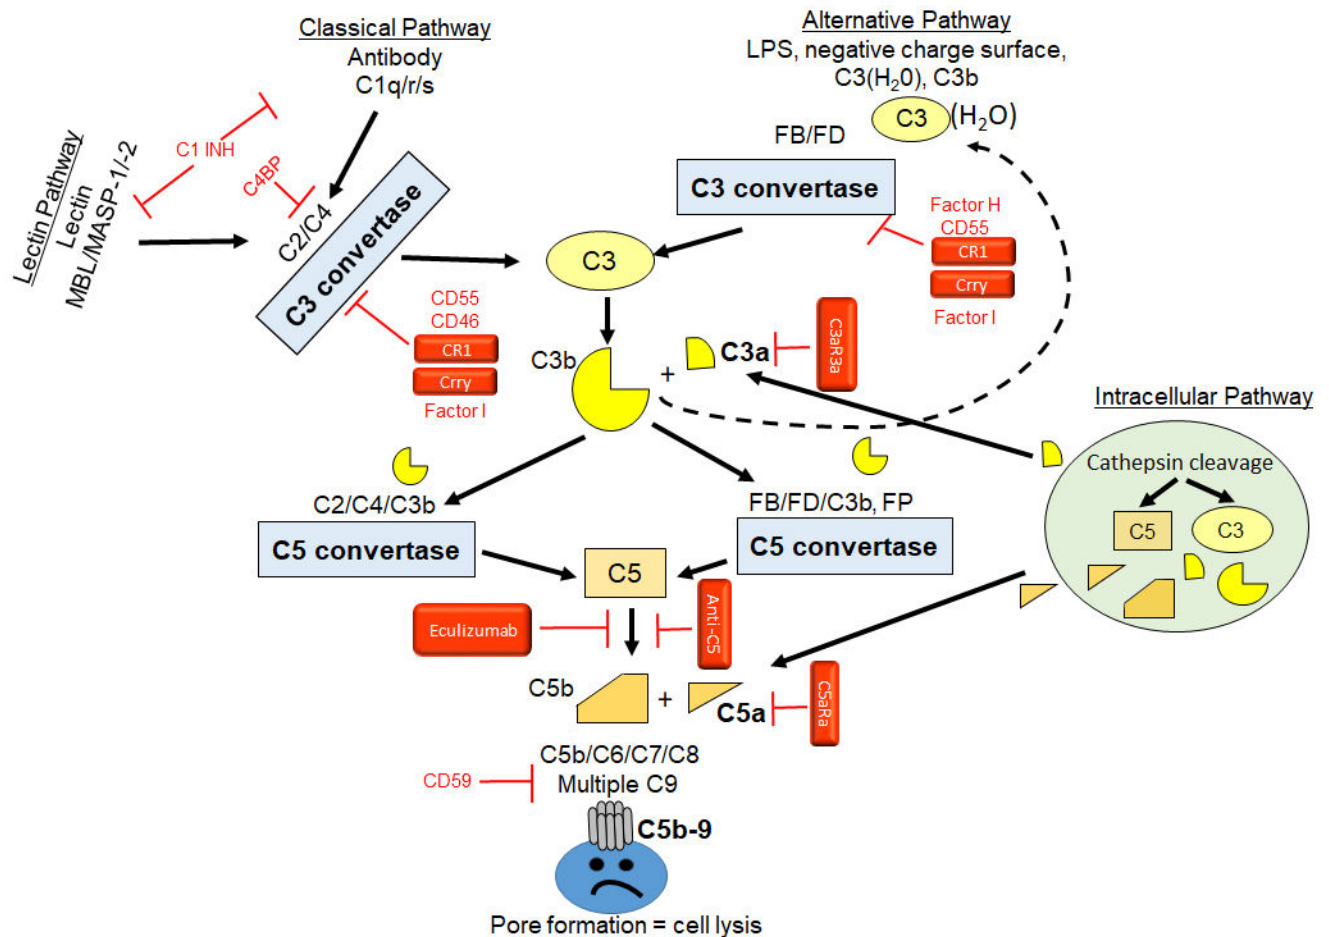 Classical Pathway
Antibody
C1q/r/s
Alternative Pathway
LPS, negative charge surface,
C3(H₂0), C3b
C3
(H₂O)
FB/FD
C3 convertase
Factor H
CD55
CR1
Crry
Factor I
Lectin Pathway
Lectin
MBL/MASP-1/-2
C1 INH
C4BP
C2/C4
C3 convertase
CD55
CD46
CR1
Crry
Factor I
C3
C3b
+
C3a
C3aR3a
Intracellular Pathway
Cathepsin cleavage
C5
C3
C2/C4/C3b
C5 convertase
FB/FD/C3b, FP
C5 convertase
C5
Eculizumab
Anti-C5
C5b
+
C5a
C5aRa
C5b/C6/C7/C8
Multiple C9
CD59
C5b-9
Pore formation = cell lysis